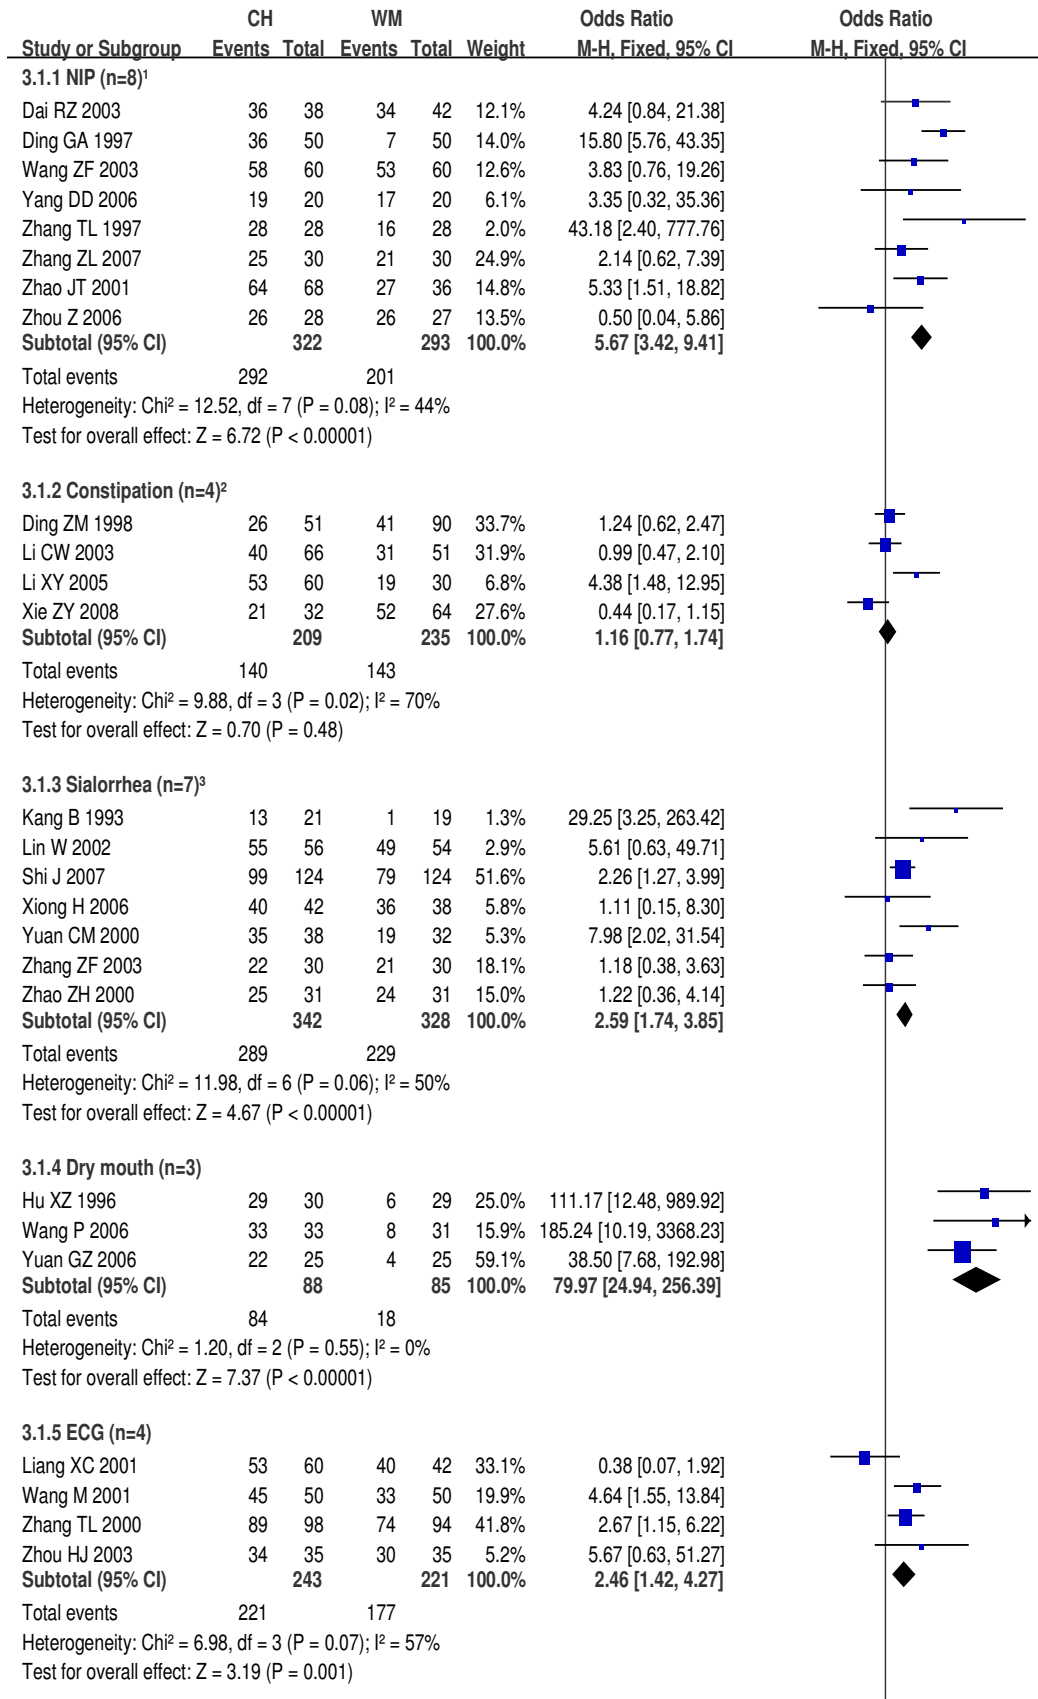 CH WM Odds Ratio Odds Ratio
Study or Subgroup Events Total Events Total Weight M-H, Fixed, 95% CI M-H, Fixed, 95% CI
3.1.1 NIP (n=8)¹
Dai RZ 2003 36 38 34 42 12.1% 4.24 [0.84, 21.38]
Ding GA 1997 36 50 7 50 14.0% 15.80 [5.76, 43.35]
Wang ZF 2003 58 60 53 60 12.6% 3.83 [0.76, 19.26]
Yang DD 2006 19 20 17 20 6.1% 3.35 [0.32, 35.36]
Zhang TL 1997 28 28 16 28 2.0% 43.18 [2.40, 777.76]
Zhang ZL 2007 25 30 21 30 24.9% 2.14 [0.62, 7.39]
Zhao JT 2001 64 68 27 36 14.8% 5.33 [1.51, 18.82]
Zhou Z 2006 26 28 26 27 13.5% 0.50 [0.04, 5.86]
Subtotal (95% CI) 322 293 100.0% 5.67 [3.42, 9.41]
Total events 292 201
Heterogeneity: Chi² = 12.52, df = 7 (P = 0.08); I² = 44%
Test for overall effect: Z = 6.72 (P < 0.00001)
3.1.2 Constipation (n=4)²
Ding ZM 1998 26 51 41 90 33.7% 1.24 [0.62, 2.47]
Li CW 2003 40 66 31 51 31.9% 0.99 [0.47, 2.10]
Li XY 2005 53 60 19 30 6.8% 4.38 [1.48, 12.95]
Xie ZY 2008 21 32 52 64 27.6% 0.44 [0.17, 1.15]
Subtotal (95% CI) 209 235 100.0% 1.16 [0.77, 1.74]
Total events 140 143
Heterogeneity: Chi² = 9.88, df = 3 (P = 0.02); I² = 70%
Test for overall effect: Z = 0.70 (P = 0.48)
3.1.3 Sialorrhea (n=7)³
Kang B 1993 13 21 1 19 1.3% 29.25 [3.25, 263.42]
Lin W 2002 55 56 49 54 2.9% 5.61 [0.63, 49.71]
Shi J 2007 99 124 79 124 51.6% 2.26 [1.27, 3.99]
Xiong H 2006 40 42 36 38 5.8% 1.11 [0.15, 8.30]
Yuan CM 2000 35 38 19 32 5.3% 7.98 [2.02, 31.54]
Zhang ZF 2003 22 30 21 30 18.1% 1.18 [0.38, 3.63]
Zhao ZH 2000 25 31 24 31 15.0% 1.22 [0.36, 4.14]
Subtotal (95% CI) 342 328 100.0% 2.59 [1.74, 3.85]
Total events 289 229
Heterogeneity: Chi² = 11.98, df = 6 (P = 0.06); I² = 50%
Test for overall effect: Z = 4.67 (P < 0.00001)
3.1.4 Dry mouth (n=3)
Hu XZ 1996 29 30 6 29 25.0% 111.17 [12.48, 989.92]
Wang P 2006 33 33 8 31 15.9% 185.24 [10.19, 3368.23]
Yuan GZ 2006 22 25 4 25 59.1% 38.50 [7.68, 192.98]
Subtotal (95% CI) 88 85 100.0% 79.97 [24.94, 256.39]
Total events 84 18
Heterogeneity: Chi² = 1.20, df = 2 (P = 0.55); I² = 0%
Test for overall effect: Z = 7.37 (P < 0.00001)
3.1.5 ECG (n=4)
Liang XC 2001 53 60 40 42 33.1% 0.38 [0.07, 1.92]
Wang M 2001 45 50 33 50 19.9% 4.64 [1.55, 13.84]
Zhang TL 2000 89 98 74 94 41.8% 2.67 [1.15, 6.22]
Zhou HJ 2003 34 35 30 35 5.2% 5.67 [0.63, 51.27]
Subtotal (95% CI) 243 221 100.0% 2.46 [1.42, 4.27]
Total events 221 177
Heterogeneity: Chi² = 6.98, df = 3 (P = 0.07); I² = 57%
Test for overall effect: Z = 3.19 (P = 0.001)